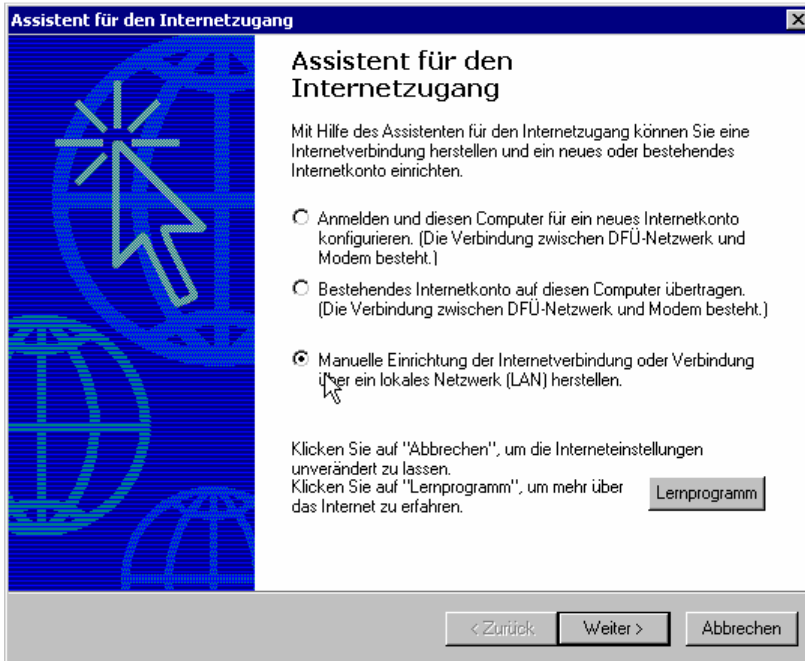 Assistent für den Internetzugang
Assistent für den
Internetzugang
Mit Hilfe des Assistenten für den Internetzugang können Sie eine
Internetverbindung herstellen und ein neues oder bestehendes
Internetkonto einrichten.
Anmelden und diesen Computer für ein neues Internetkonto
konfigurieren. (Die Verbindung zwischen DFÜ-Netzwerk und
Modem besteht.)
Bestehendes Internetkonto auf diesen Computer übertragen.
(Die Verbindung zwischen DFÜ-Netzwerk und Modem besteht.)
Manuelle Einrichtung der Internetverbindung oder Verbindung
über ein lokales Netzwerk (LAN) herstellen.
Klicken Sie auf "Abbrechen", um die Interneteinstellungen
unverändert zu lassen.
Klicken Sie auf "Lernprogramm", um mehr über
das Internet zu erfahren.
Lernprogramm
< Zurück
Weiter >
Abbrechen